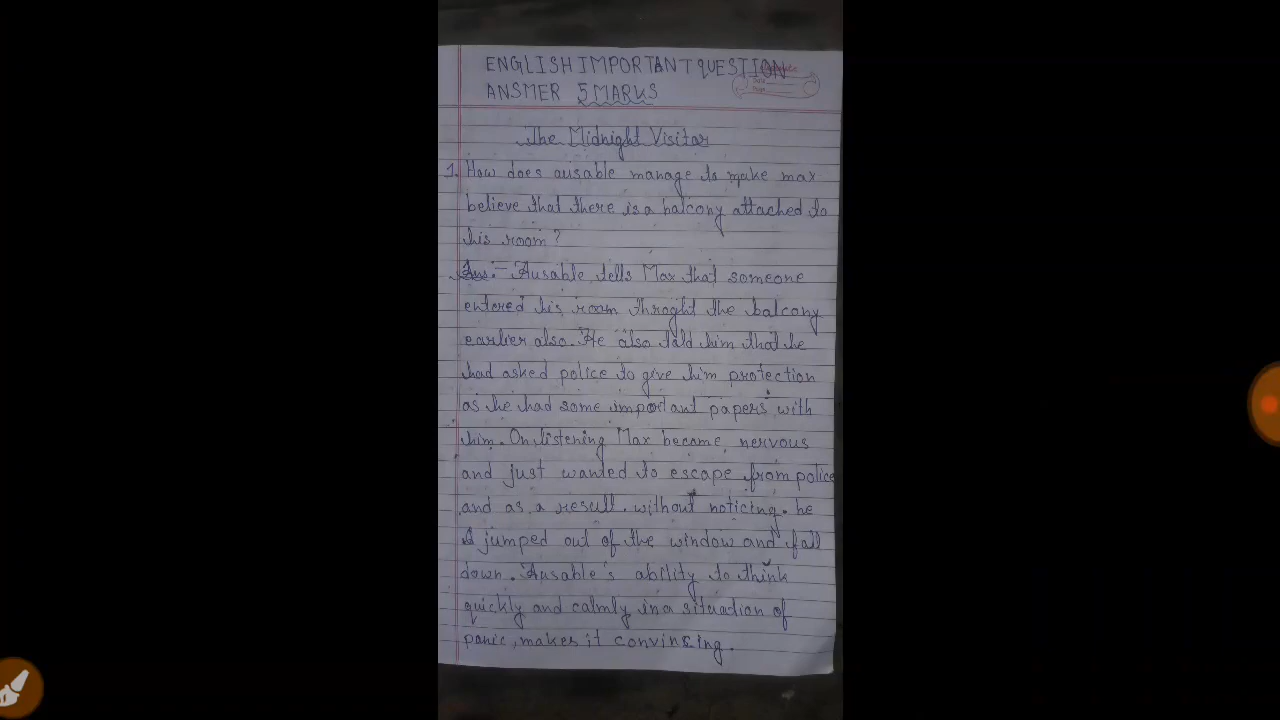 ENGLISH IMPORTANT QUESTION
ANSMER 5 MARKS
The Midnight Visitor
1. How does ausable manage to make max
believe that there is a balcony attached to
his room?
Ans:- Ausable tells Max that someone
entered his room throght the balcony
earlier also. He also told him that he
had asked police to give him protection
as he had some important papers with
him. On listening Max became nervous
and just wanted to escape from police
and as a result. without noticing. he
jumped out of the window and fall
down. Ausable's ability to think
quickly and calmly in a situation of
panic, makes it convincing.